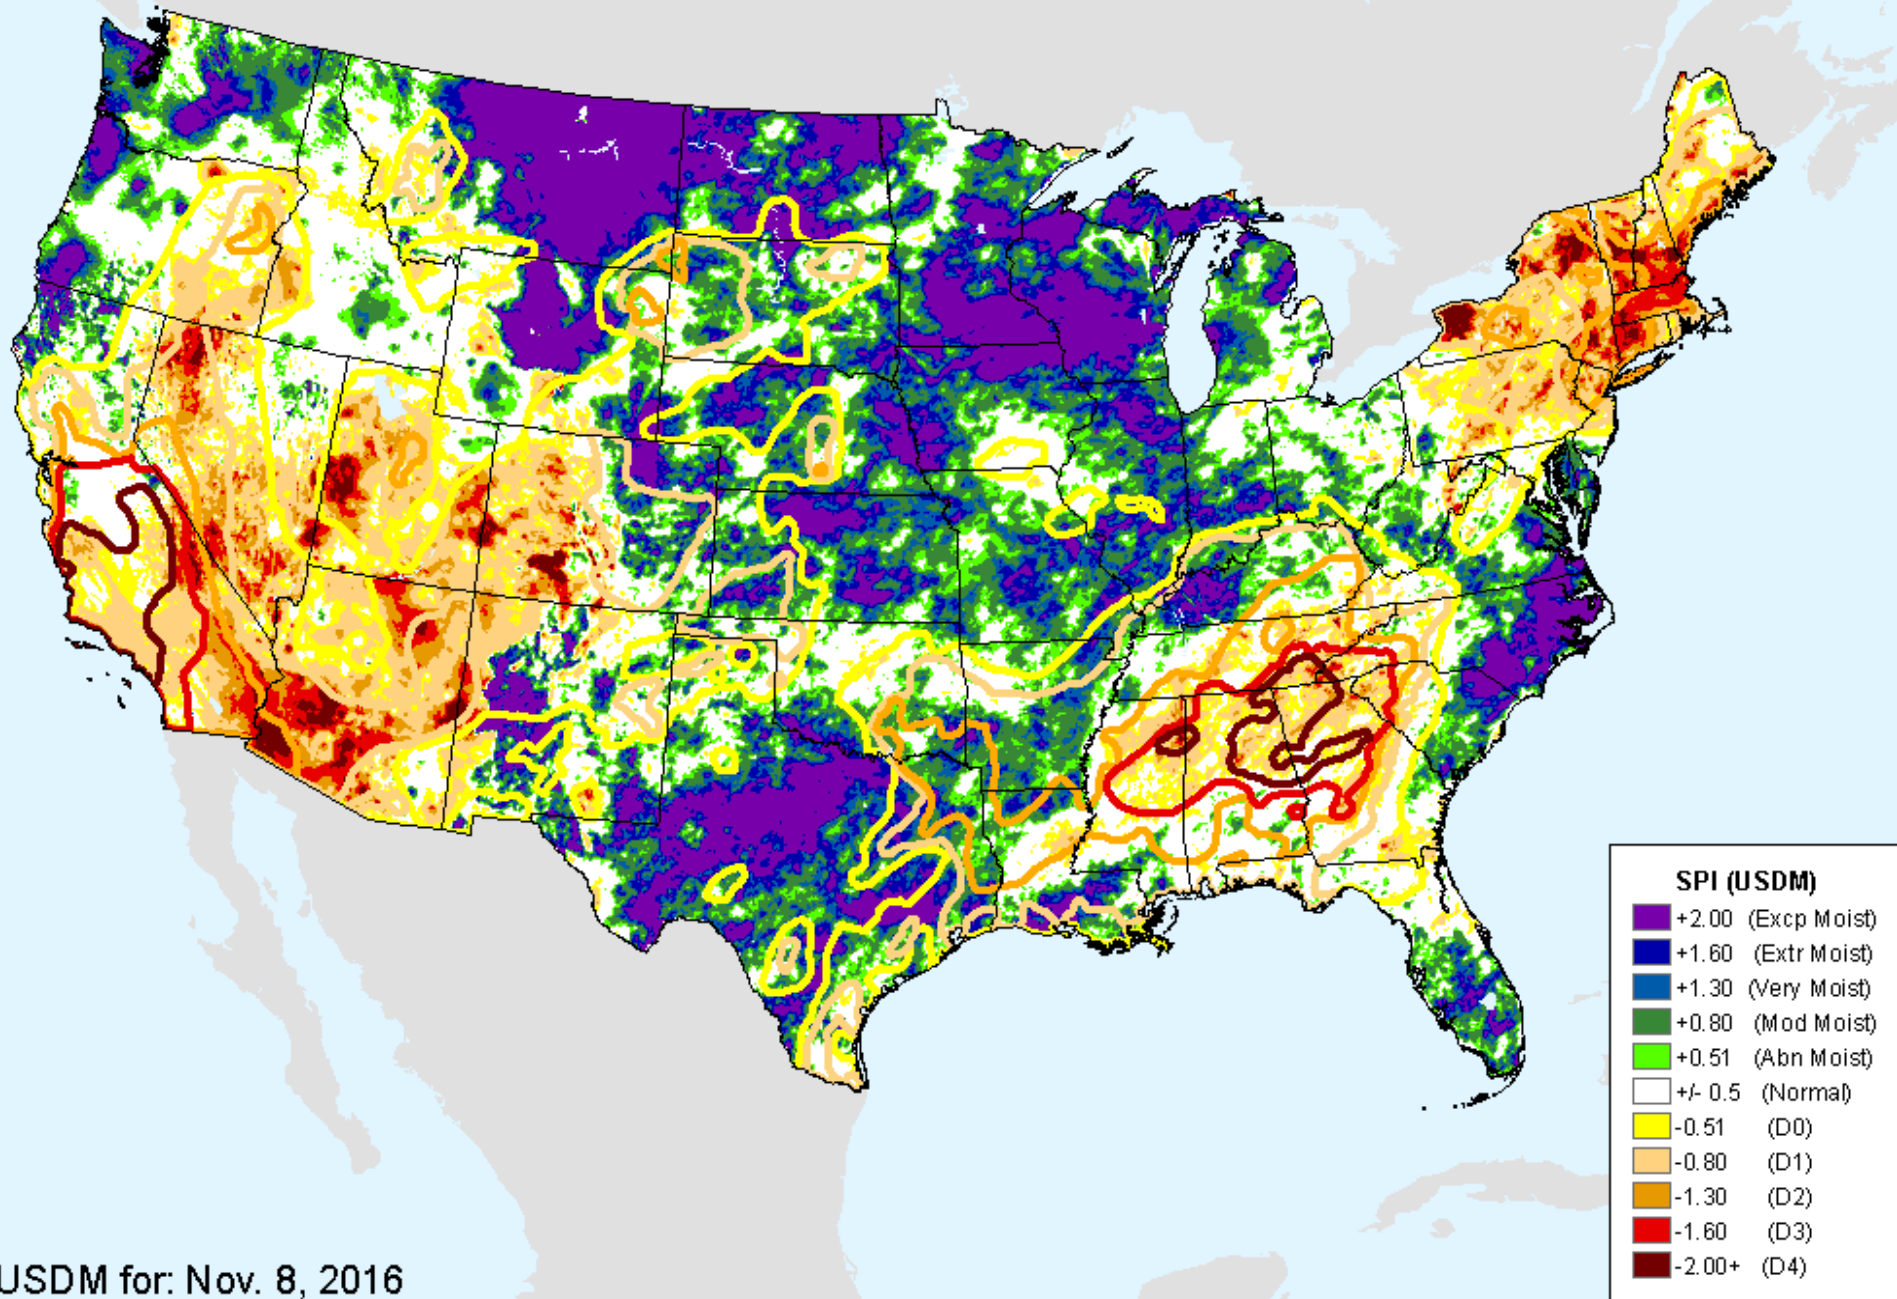 SPI (USDM)
+2.00 (Excp Moist)
+1.60 (Extr Moist)
+1.30 (Very Moist)
+0.80 (Mod Moist)
+0.51 (Abn Moist)
+/- 0.5 (Normal)
-0.51 (D0)
-0.80 (D1)
-1.30 (D2)
-1.60 (D3)
-2.00+ (D4)
USDM for: Nov. 8, 2016